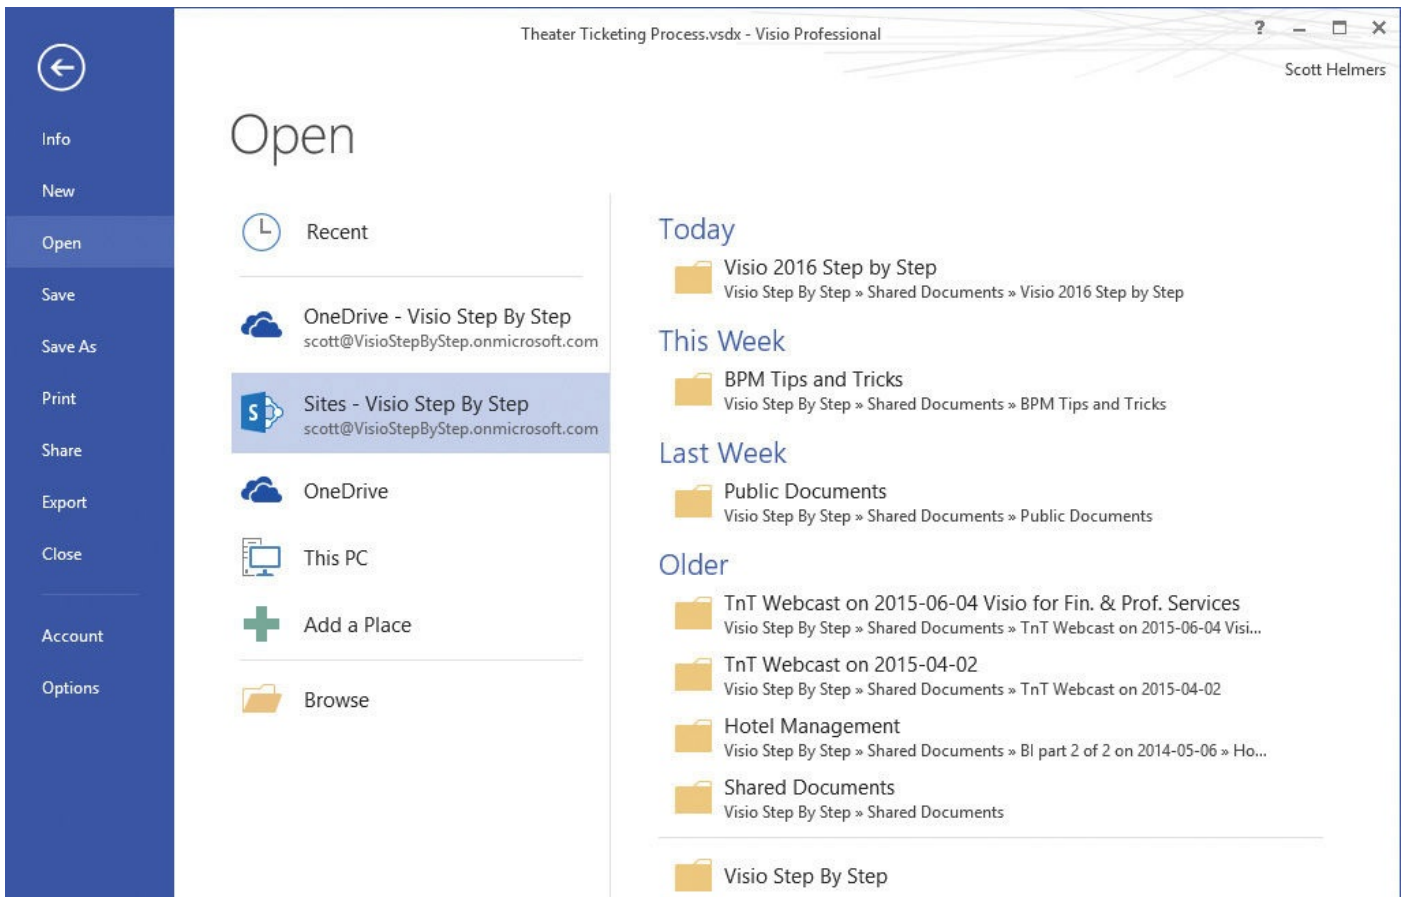 Theater Ticketing Process.vsdx - Visio Professional
?
Scott Helmers
Info
New
Open
Save
Save As
Print
Share
Export
Close
Account
Options
Open
Recent
OneDrive - Visio Step By Step
scott@VisioStepByStep.onmicrosoft.com
S
Sites - Visio Step By Step
scott@VisioStepByStep.onmicrosoft.com
OneDrive
This PC
Add a Place
Browse
Today
Visio 2016 Step by Step
Visio Step By Step » Shared Documents » Visio 2016 Step by Step
This Week
BPM Tips and Tricks
Visio Step By Step » Shared Documents » BPM Tips and Tricks
Last Week
Public Documents
Visio Step By Step » Shared Documents » Public Documents
Older
TnT Webcast on 2015-06-04 Visio for Fin. & Prof. Services
Visio Step By Step » Shared Documents » TnT Webcast on 2015-06-04 Visi...
TnT Webcast on 2015-04-02
Visio Step By Step » Shared Documents » TnT Webcast on 2015-04-02
Hotel Management
Visio Step By Step » Shared Documents » BI part 2 of 2 on 2014-05-06 » Ho...
Shared Documents
Visio Step By Step » Shared Documents
Visio Step By Step